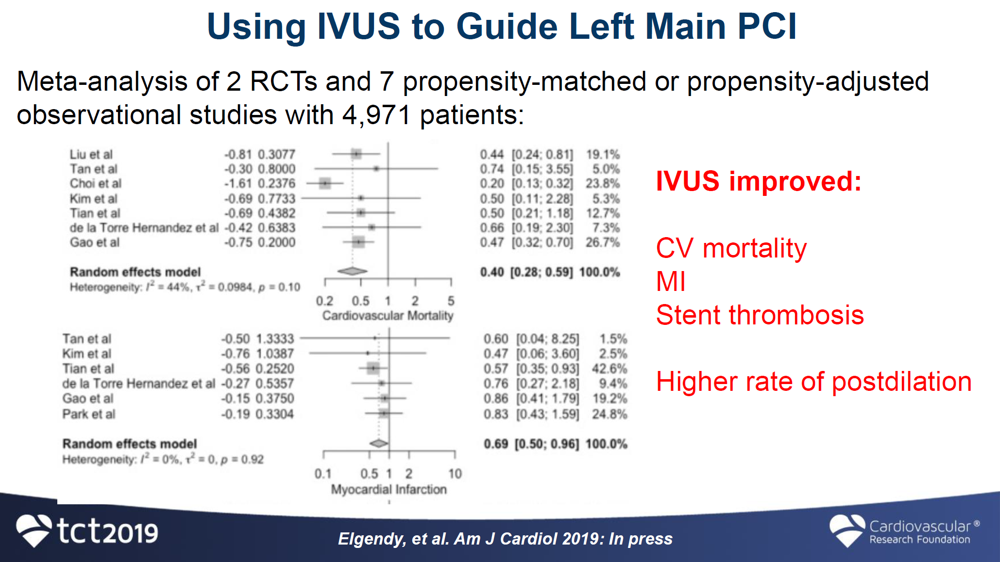 Using IVUS to Guide Left Main PCI
Meta-analysis of 2 RCTs and 7 propensity-matched or propensity-adjusted
observational studies with 4,971 patients:
Liu et al -0.81 0.3077 0.44 [0.24; 0.81] 19.1%
Tan et al -0.30 0.8000 0.74 [0.15; 3.55] 5.0%
Choi et al -1.61 0.2376 0.20 [0.13; 0.32] 23.8%
Kim et al -0.69 0.7733 0.50 [0.11; 2.28] 5.3%
Tian et al -0.69 0.4382 0.50 [0.21; 1.18] 12.7%
de la Torre Hernandez et al -0.42 0.6383 0.66 [0.19; 2.30] 7.3%
Gao et al -0.75 0.2000 0.47 [0.32; 0.70] 26.7%
Random effects model 0.40 [0.28; 0.59] 100.0%
Heterogeneity: I² = 44%, τ² = 0.0984, p = 0.10
0.2 0.5 1 2 5
Cardiovascular Mortality
Tan et al -0.50 1.3333 0.60 [0.04; 8.25] 1.5%
Kim et al -0.76 1.0387 0.47 [0.06; 3.60] 2.5%
Tian et al -0.56 0.2520 0.57 [0.35; 0.93] 42.6%
de la Torre Hernandez et al -0.27 0.5357 0.76 [0.27; 2.18] 9.4%
Gao et al -0.15 0.3750 0.86 [0.41; 1.79] 19.2%
Park et al -0.19 0.3304 0.83 [0.43; 1.59] 24.8%
Random effects model 0.69 [0.50; 0.96] 100.0%
Heterogeneity: I² = 0%, τ² = 0, p = 0.92
0.1 0.5 1 2 10
Myocardial Infarction
IVUS improved:
CV mortality
MI
Stent thrombosis
Higher rate of postdilation
tct2019
Elgendy, et al. Am J Cardiol 2019: In press
Cardiovascular®
Research Foundation